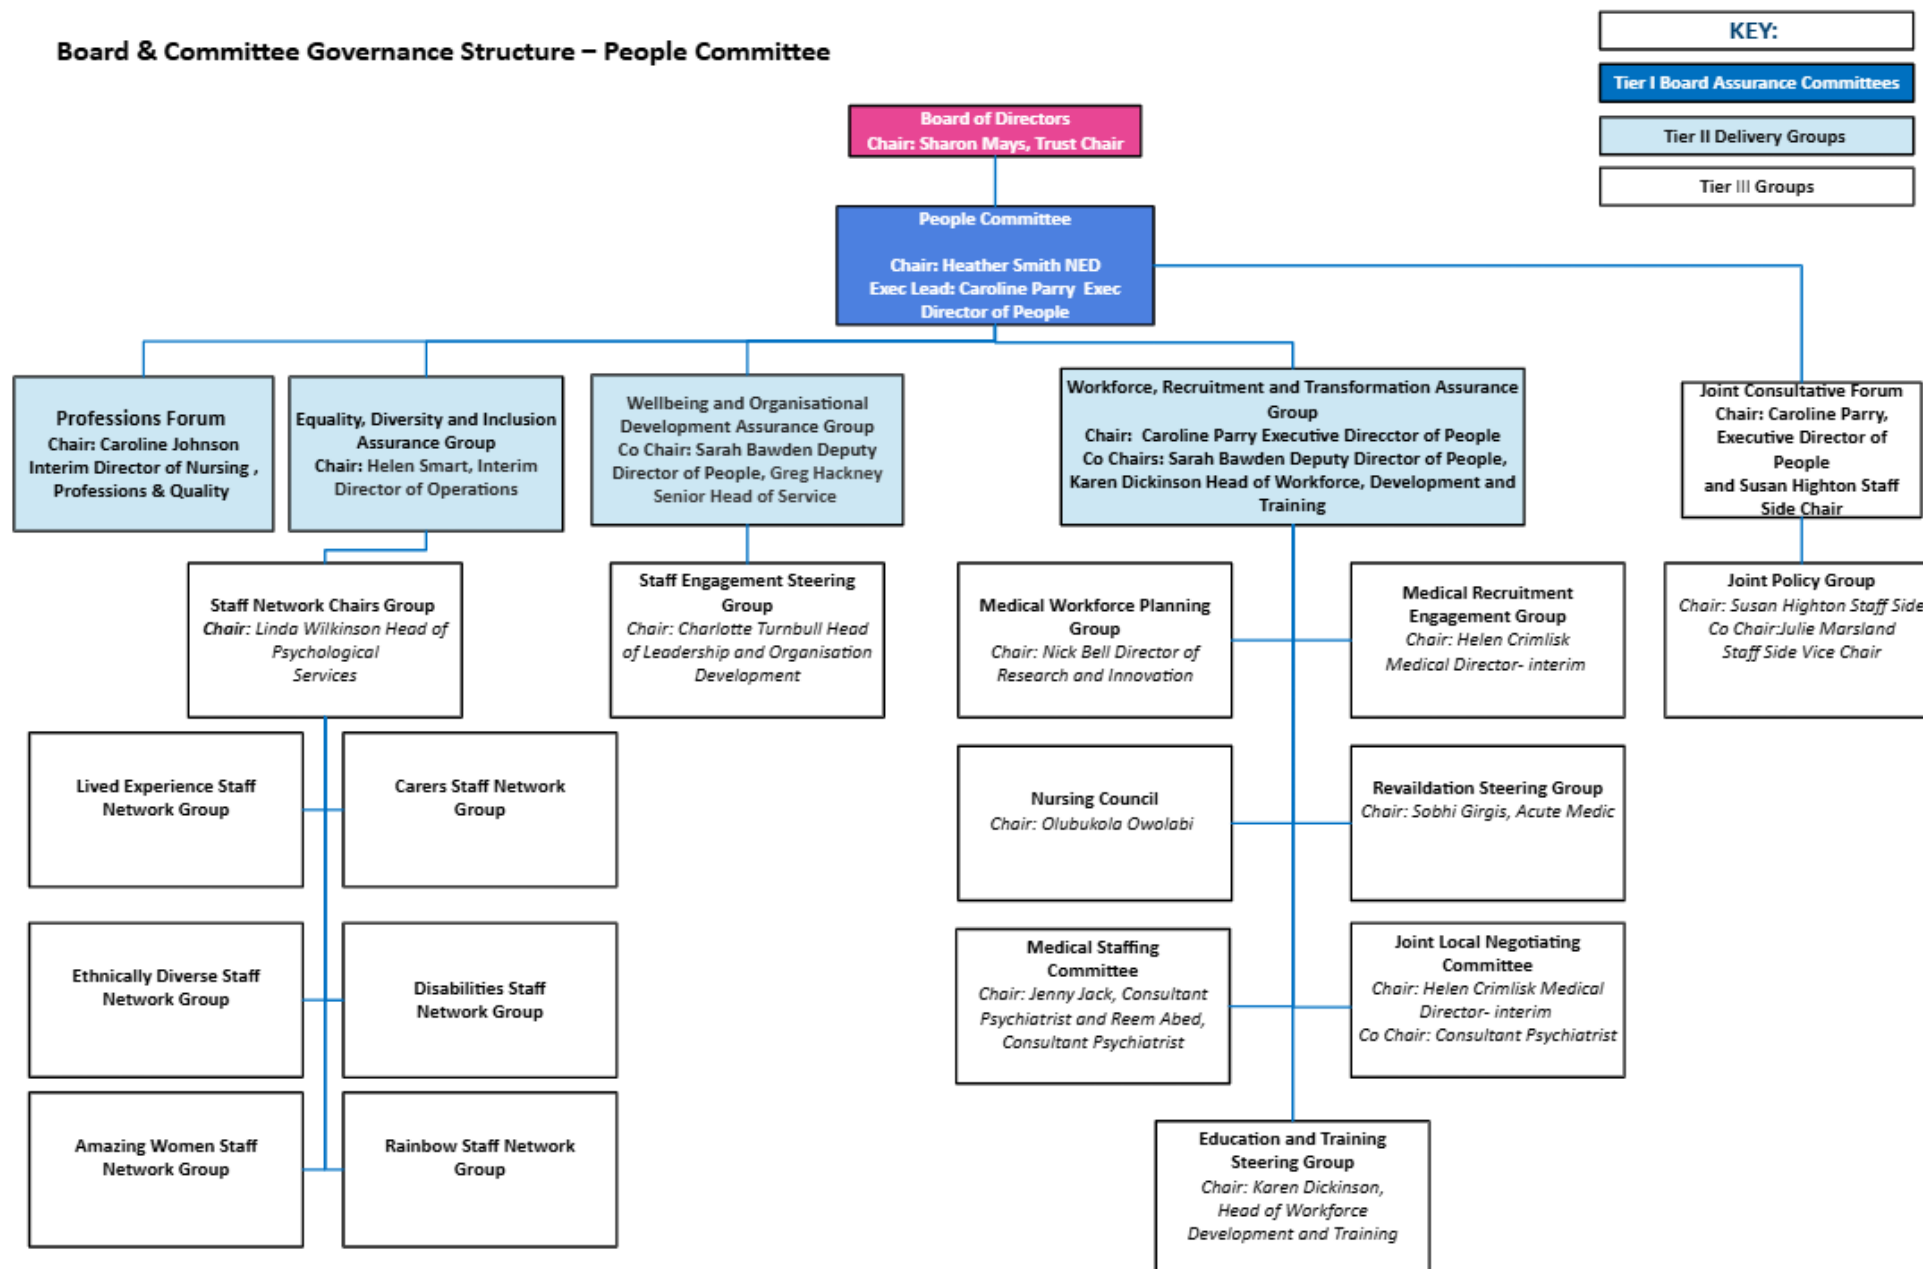 Board & Committee Governance Structure – People Committee
KEY:
Tier I Board Assurance Committees
Tier II Delivery Groups
Tier III Groups
Board of Directors
Chair: Sharon Mays, Trust Chair
People Committee
Chair: Heather Smith NED
Exec Lead: Caroline Parry Exec
Director of People
Professions Forum
Chair: Caroline Johnson
Interim Director of Nursing ,
Professions & Quality
Equality, Diversity and Inclusion
Assurance Group
Chair: Helen Smart, Interim
Director of Operations
Wellbeing and Organisational
Development Assurance Group
Co Chair: Sarah Bawden Deputy
Director of People, Greg Hackney
Senior Head of Service
Workforce, Recruitment and Transformation Assurance
Group
Chair: Caroline Parry Executive Direcctor of People
Co Chairs: Sarah Bawden Deputy Director of People,
Karen Dickinson Head of Workforce, Development and
Training
Joint Consultative Forum
Chair: Caroline Parry,
Executive Director of
People
and Susan Highton Staff
Side Chair
Staff Network Chairs Group
Chair: Linda Wilkinson Head of
Psychological
Services
Staff Engagement Steering
Group
Chair: Charlotte Turnbull Head
of Leadership and Organisation
Development
Medical Workforce Planning
Group
Chair: Nick Bell Director of
Research and Innovation
Medical Recruitment
Engagement Group
Chair: Helen Crimlisk
Medical Director- interim
Joint Policy Group
Chair: Susan Highton Staff Side
Co Chair:Julie Marsland
Staff Side Vice Chair
Lived Experience Staff
Network Group
Carers Staff Network
Group
Nursing Council
Chair: Olubukola Owolabi
Revaildation Steering Group
Chair: Sobhi Girgis, Acute Medic
Ethnically Diverse Staff
Network Group
Disabilities Staff
Network Group
Medical Staffing
Committee
Chair: Jenny Jack, Consultant
Psychiatrist and Reem Abed,
Consultant Psychiatrist
Joint Local Negotiating
Committee
Chair: Helen Crimlisk Medical
Director- interim
Co Chair: Consultant Psychiatrist
Amazing Women Staff
Network Group
Rainbow Staff Network
Group
Education and Training
Steering Group
Chair: Karen Dickinson,
Head of Workforce
Development and Training